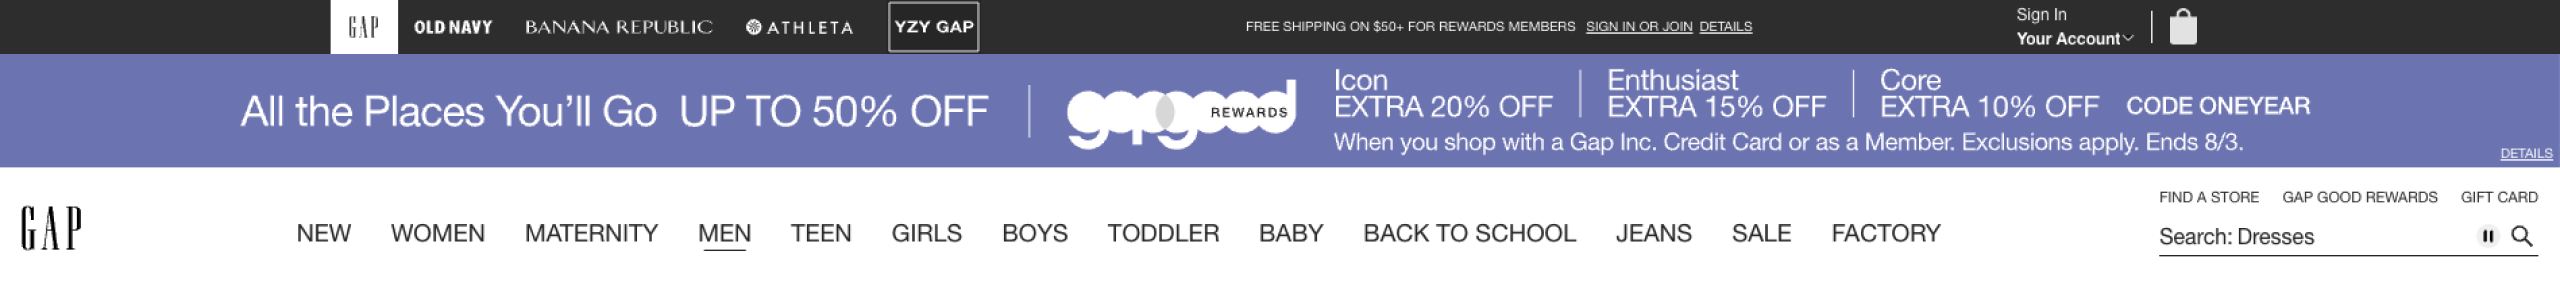 GAP OLD NAVY BANANA REPUBLIC ATHLETA YZY GAP FREE SHIPPING ON $50+ FOR REWARDS MEMBERS SIGN IN OR JOIN DETAILS
Sign In
Your Account
All the Places You'll Go UP TO 50% OFF
gapgood REWARDS
Icon
EXTRA 20% OFF
Enthusiast
EXTRA 15% OFF
Core
EXTRA 10% OFF
CODE ONEYEAR
When you shop with a Gap Inc. Credit Card or as a Member. Exclusions apply. Ends 8/3.
DETAILS
FIND A STORE GAP GOOD REWARDS GIFT CARD
GAP NEW WOMEN MATERNITY MEN TEEN GIRLS BOYS TODDLER BABY BACK TO SCHOOL JEANS SALE FACTORY
Search: Dresses